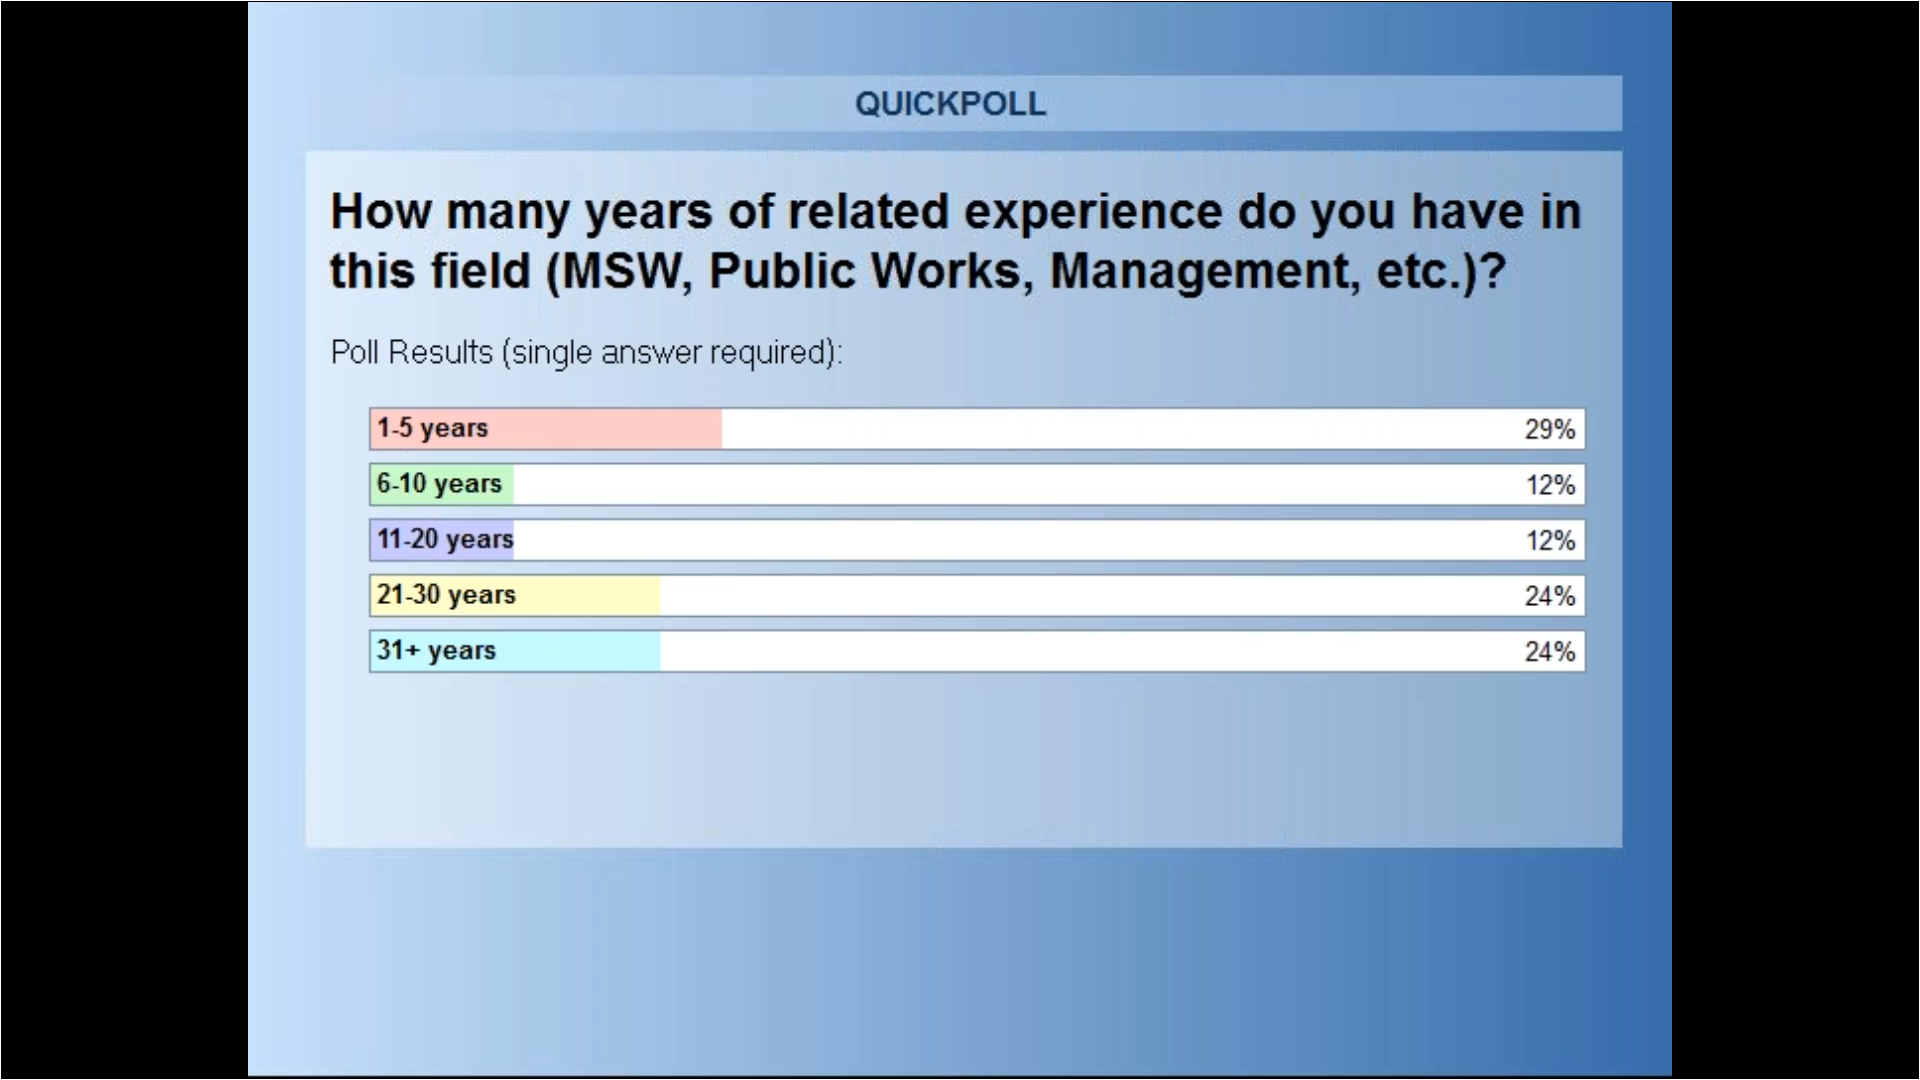 QUICKPOLL
How many years of related experience do you have in
this field (MSW, Public Works, Management, etc.)?
Poll Results (single answer required):
1-5 years 29%
6-10 years 12%
11-20 years 12%
21-30 years 24%
31+ years 24%